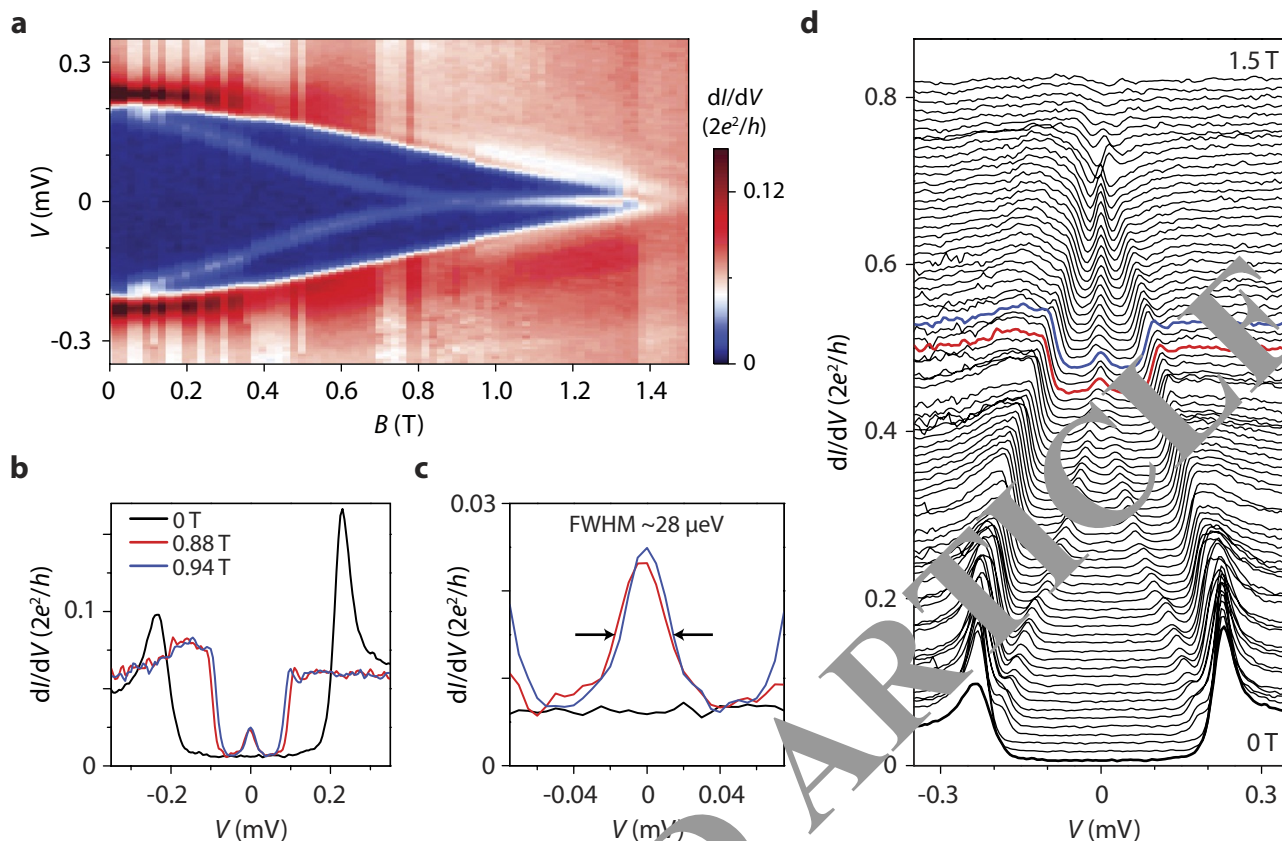 a
0.3
0
-0.3
V (mV)
0
0.2
0.4
0.6
0.8
1.0
1.2
1.4
B (T)
dI/dV
(2e²/h)
0.12
0
b
0 T
0.88 T
0.94 T
0.1
0
dI/dV (2e²/h)
-0.2
0
0.2
V (mV)
c
FWHM ~28 µeV
0.03
0
dI/dV (2e²/h)
-0.04
0
0.04
V (mV)
d
1.5 T
0.8
0.6
0.4
0.2
0
dI/dV (2e²/h)
0 T
-0.3
0
0.3
V (mV)
ARTICLE